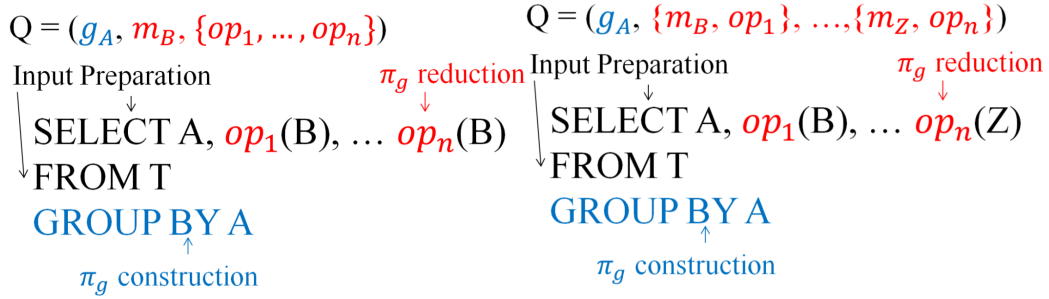 Q = (g_A, m_B, {op_1, ..., op_n})
Input Preparation
π_g reduction
SELECT A, op_1(B), ... op_n(B)
FROM T
GROUP BY A
π_g construction
Q = (g_A, {m_B, op_1}, ...,{m_Z, op_n})
Input Preparation
π_g reduction
SELECT A, op_1(B), ... op_n(Z)
FROM T
GROUP BY A
π_g construction